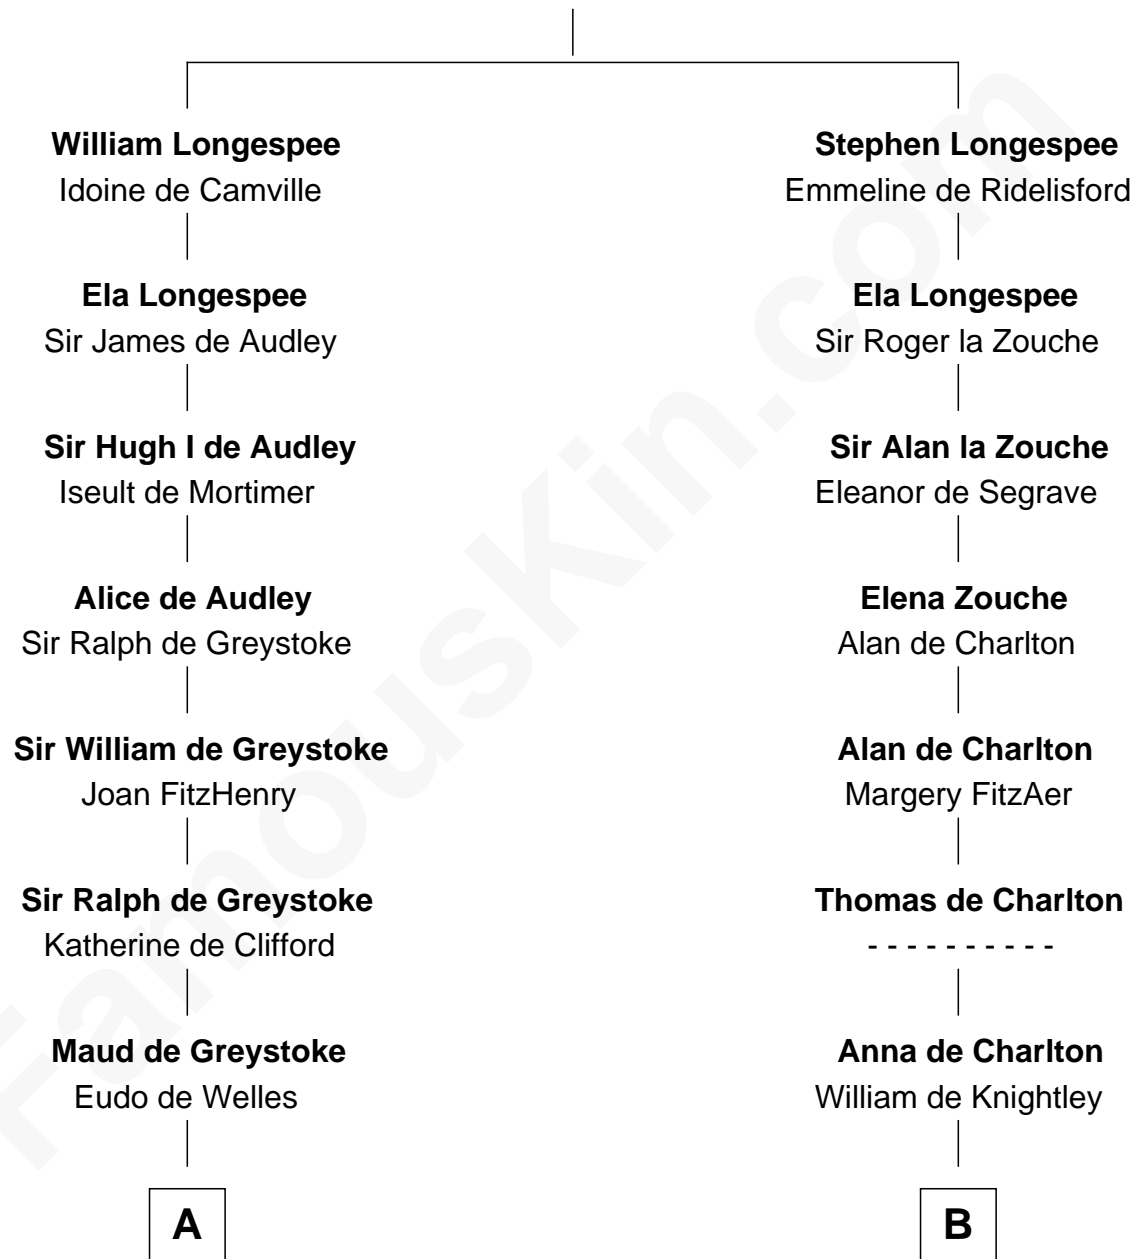 William Longespee
Idoine de Camville
Stephen Longespee
Emmeline de Ridelisford
Ela Longespee
Sir James de Audley
Ela Longespee
Sir Roger la Zouche
Sir Hugh I de Audley
Iseult de Mortimer
Sir Alan la Zouche
Eleanor de Segrave
Alice de Audley
Sir Ralph de Greystoke
Elena Zouche
Alan de Charlton
Sir William de Greystoke
Joan FitzHenry
Alan de Charlton
Margery FitzAer
Sir Ralph de Greystoke
Katherine de Clifford
Thomas de Charlton
- - - - - - - - - -
Maud de Greystoke
Eudo de Welles
Anna de Charlton
William de Knightley
A
B
FamousKin.com